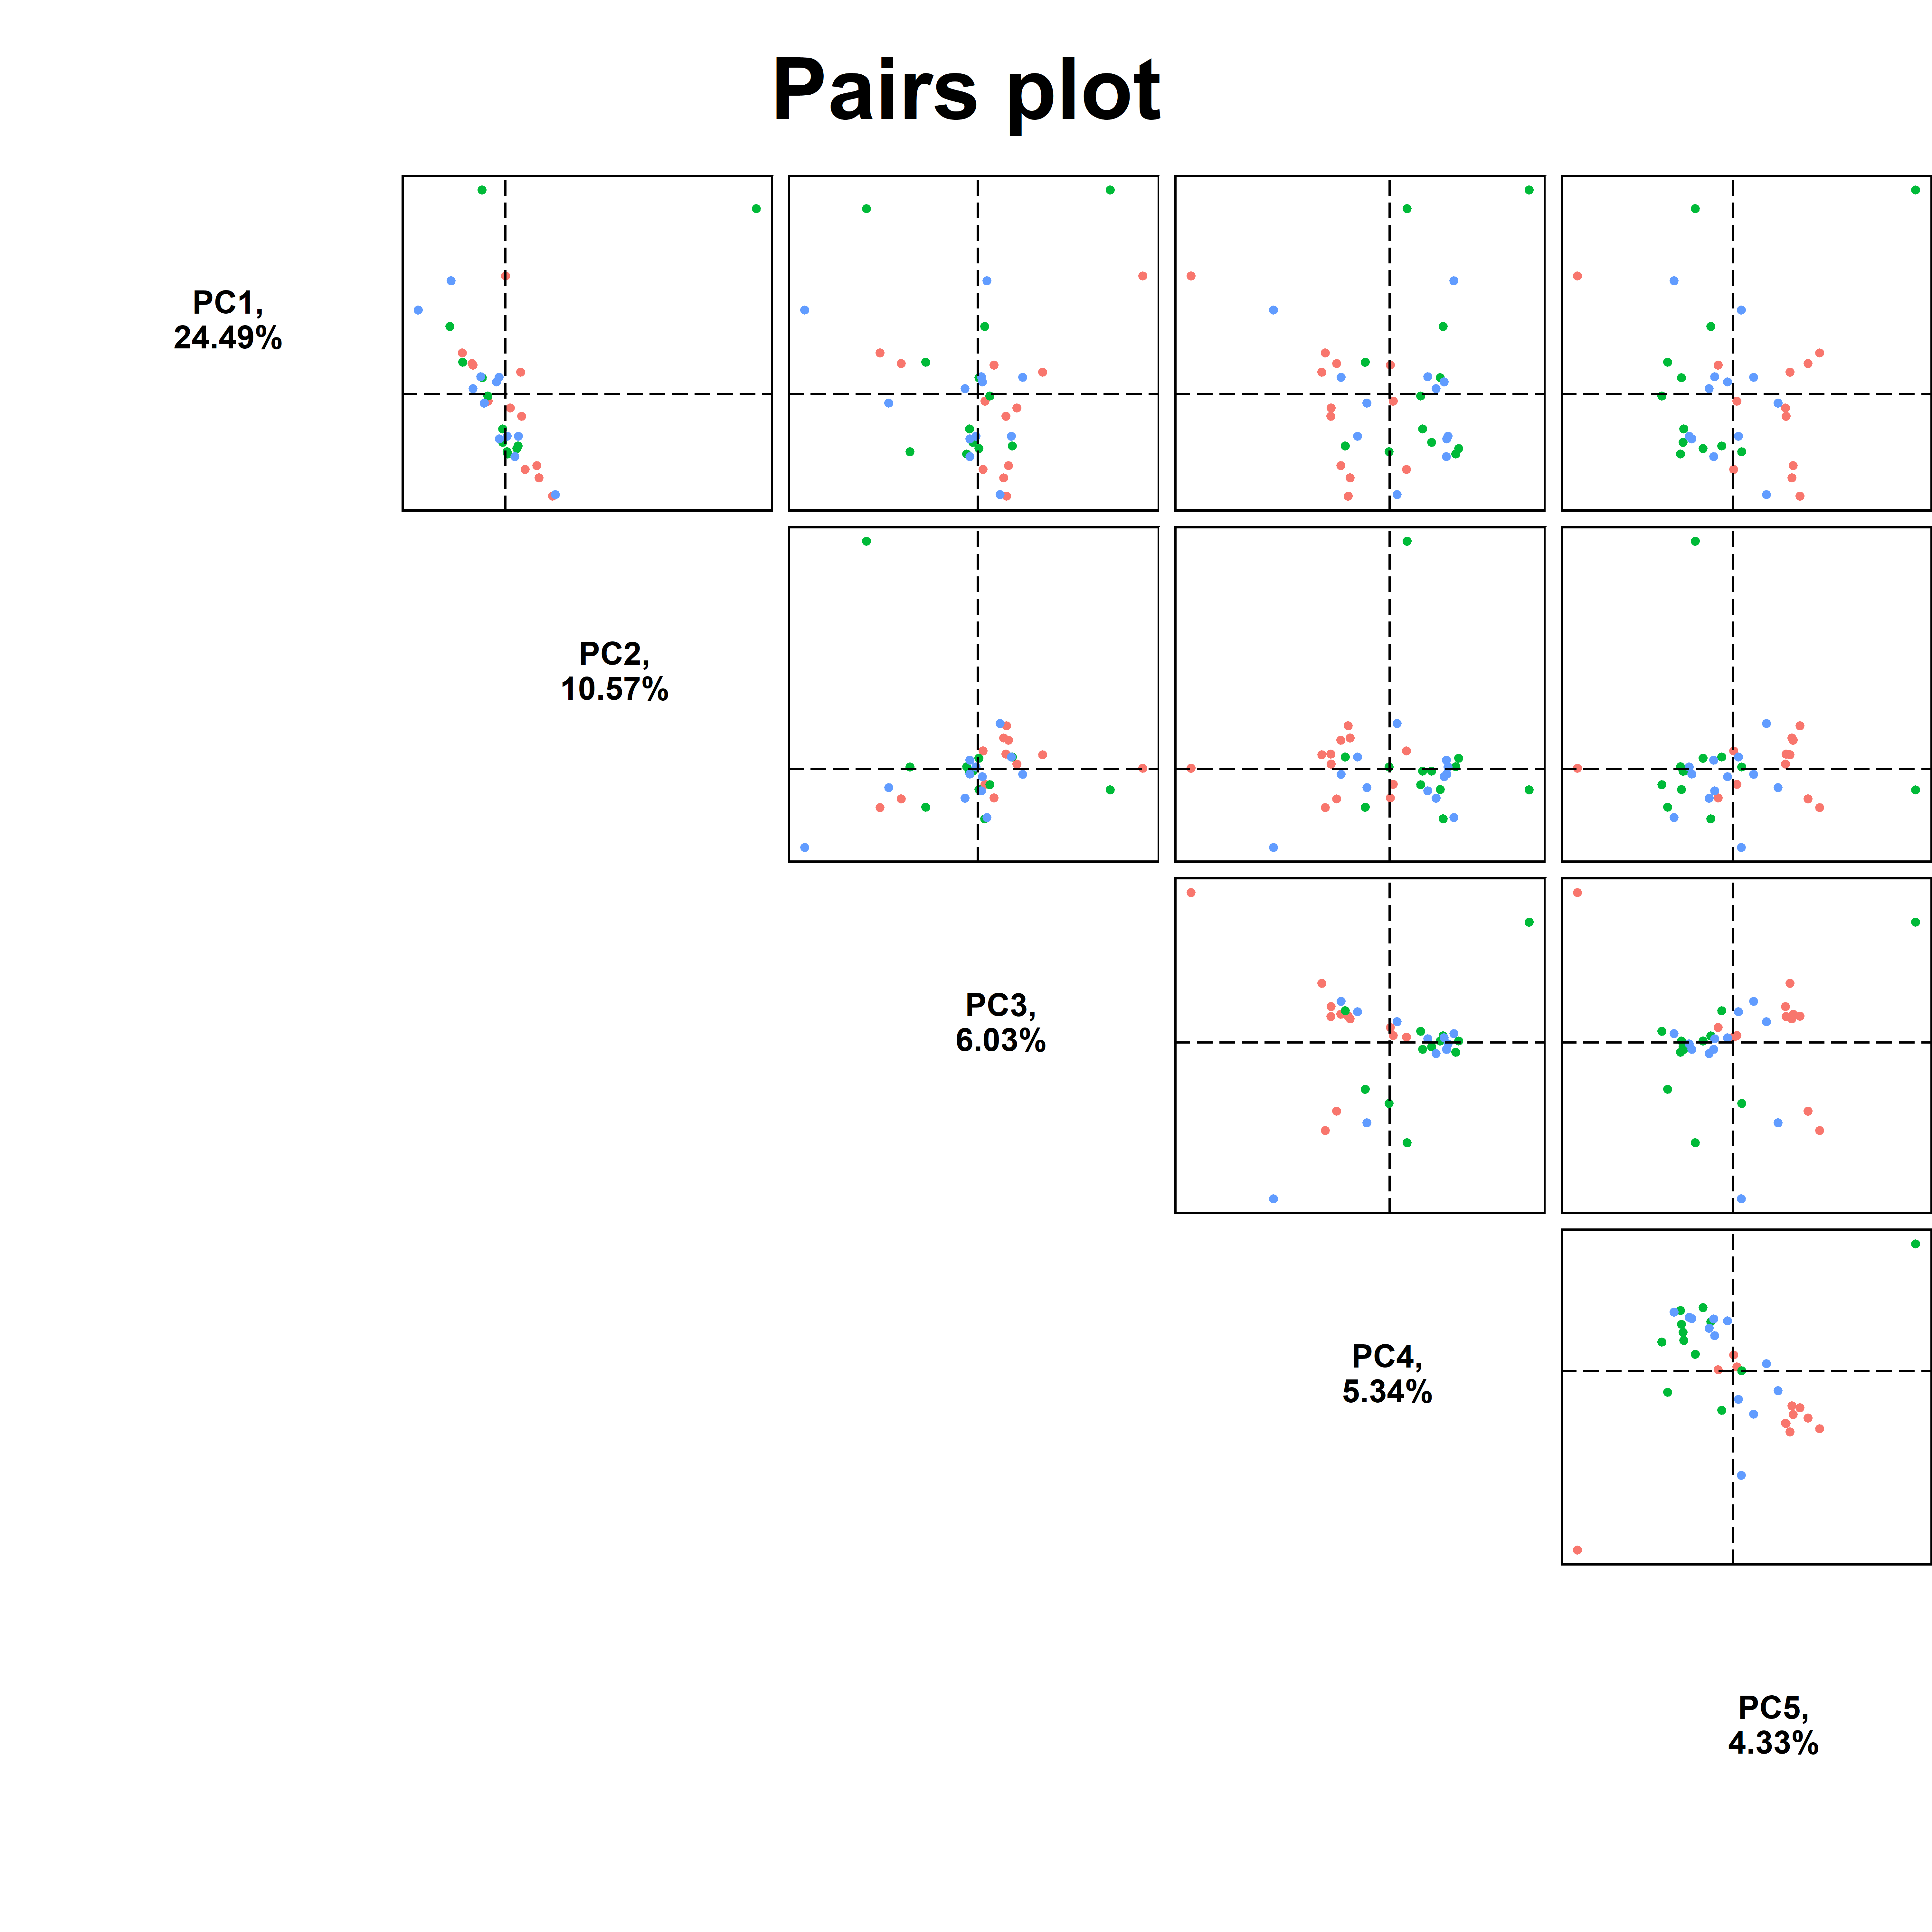 Pairs plot
PC1,
24.49%
PC2,
10.57%
PC3,
6.03%
PC4,
5.34%
PC5,
4.33%